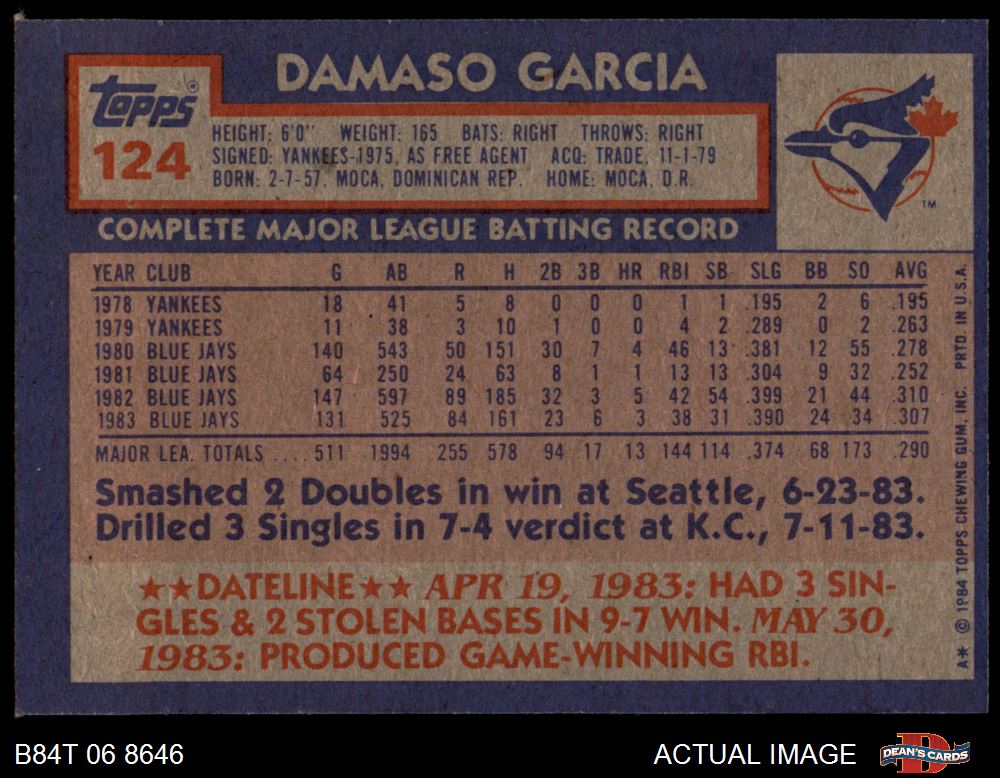 DAMASO GARCIA
Topps®
124
HEIGHT: 6'0" WEIGHT: 165 BATS: RIGHT THROWS: RIGHT
SIGNED: YANKEES-1975, AS FREE AGENT ACQ: TRADE, 11-1-79
BORN: 2-7-57, MOCA, DOMINICAN REP. HOME: MOCA, D.R.
TM
COMPLETE MAJOR LEAGUE BATTING RECORD
YEAR CLUB G AB R H 2B 3B HR RBI SB SLG BB SO AVG
1978 YANKEES 18 41 5 8 0 0 0 1 1 .195 2 6 .195
1979 YANKEES 11 38 3 10 1 0 0 4 2 .289 0 2 .263
1980 BLUE JAYS 140 543 50 151 30 7 4 46 13 .381 12 55 .278
1981 BLUE JAYS 64 250 24 63 8 1 1 13 13 .304 9 32 .252
1982 BLUE JAYS 147 597 89 185 32 3 5 42 54 .399 21 44 .310
1983 BLUE JAYS 131 525 84 161 23 6 3 38 31 .390 24 34 .307
MAJOR LEA. TOTALS ....511 1994 255 578 94 17 13 144 114 .374 68 173 .290
Smashed 2 Doubles in win at Seattle, 6-23-83.
Drilled 3 Singles in 7-4 verdict at K.C., 7-11-83.
★★DATELINE★★ APR 19, 1983: HAD 3 SIN-
GLES & 2 STOLEN BASES IN 9-7 WIN. MAY 30,
1983: PRODUCED GAME-WINNING RBI.
A* © 1984 TOPPS CHEWING GUM, INC. PRTD. IN U.S.A.
B84T 06 8646
ACTUAL IMAGE
DEAN'S CARDS